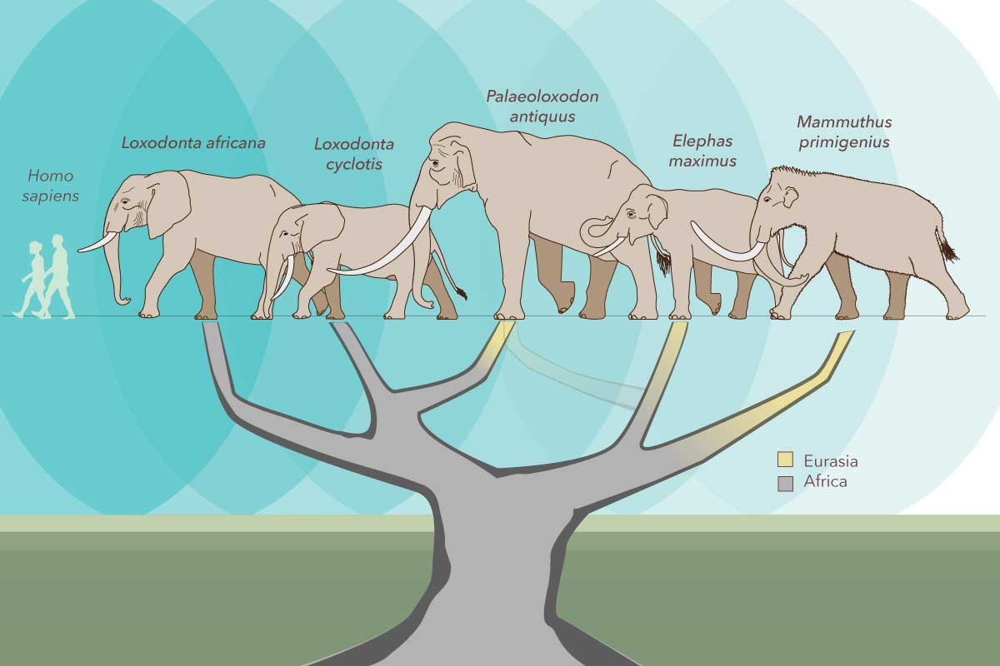 Homo
sapiens
Loxodonta africana
Loxodonta
cyclotis
Palaeoloxodon
antiquus
Elephas
maximus
Mammuthus
primigenius
Eurasia
Africa